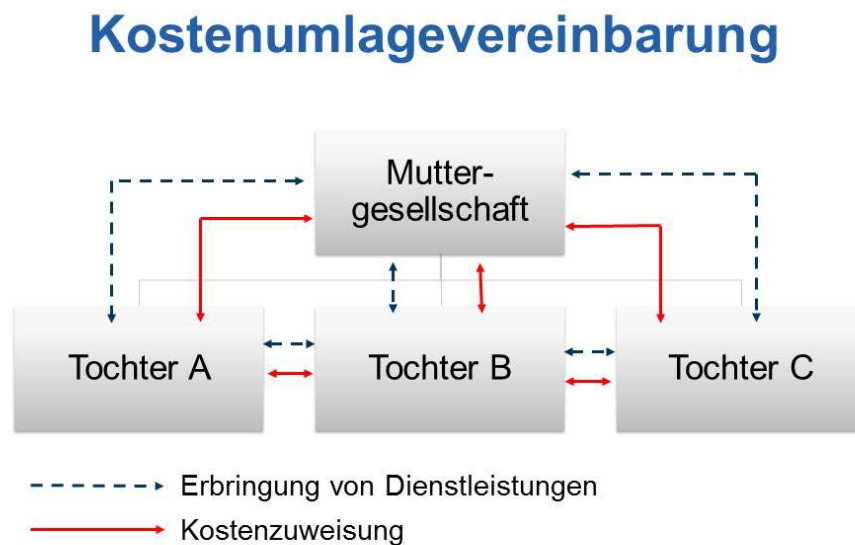 Kostenumlagevereinbarung
Mutter-
gesellschaft
Tochter A
Tochter B
Tochter C
Erbringung von Dienstleistungen
Kostenzuweisung